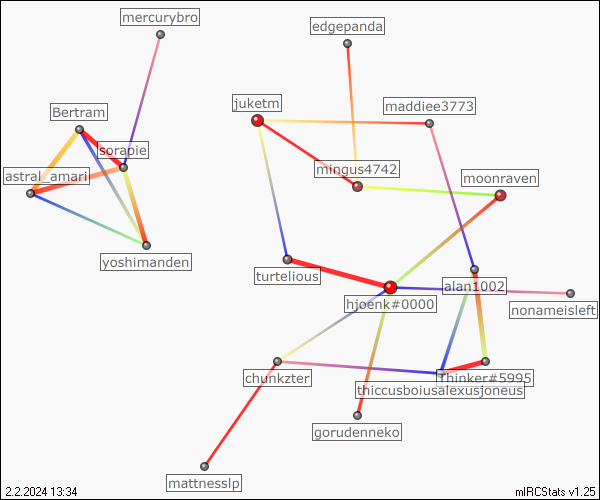 mercurybro
edgepanda
juketm
maddiee3773
Bertram
sorapie
mingus4742
astral_amari
moonraven
yoshimanden
turtelious
alan1002
hjoenk#0000
nonameisleft
chunkzter
Thinker#5995
thiccusboiusalexusjoneus
gorudenneko
mattnesslp
2.2.2024 13:34
mIRCStats v1.25